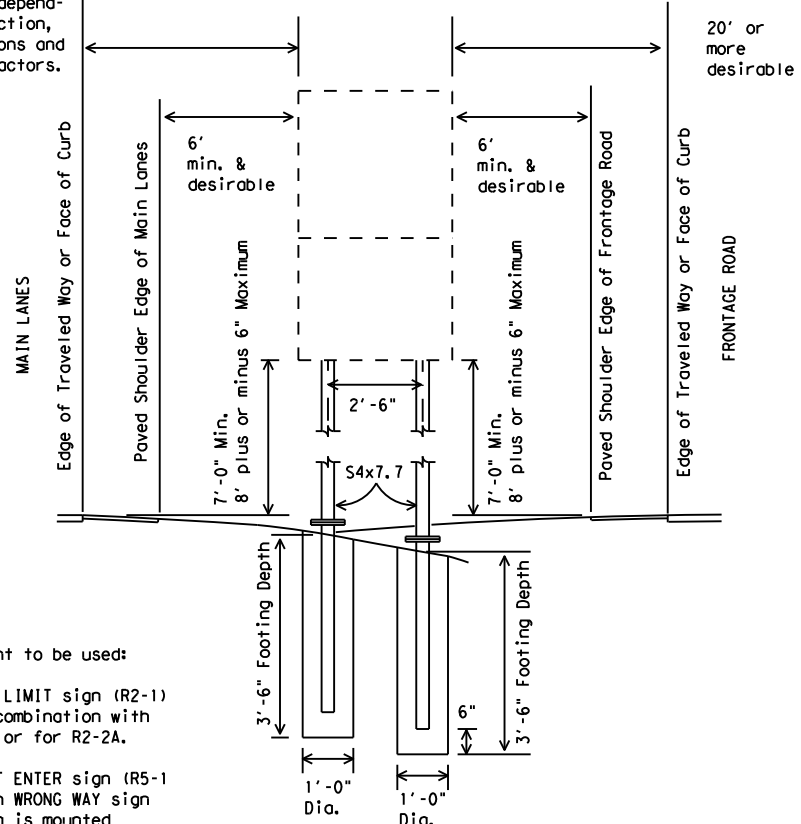 ction,
ons and
actors.
20' or
more
desirable
6'
min. &
desirable
6'
min. &
desirable
MAIN LANES
Edge of Traveled Way or Face of Curb
Paved Shoulder Edge of Main Lanes
7'-0" Min.
8' plus or minus 6" Maximum
7'-0" Min.
8' plus or minus 6" Maximum
Paved Shoulder Edge of Frontage Road
Edge of Traveled Way or Face of Curb
FRONTAGE ROAD
2'-6"
S4x7.7
3'-6" Footing Depth
3'-6" Footing Depth
6"
1'-0"
Dia.
1'-0"
Dia.
nt to be used:
LIMIT sign (R2-1)
combination with
or for R2-2A.
T ENTER sign (R5-1
n WRONG WAY sign
n is mounted